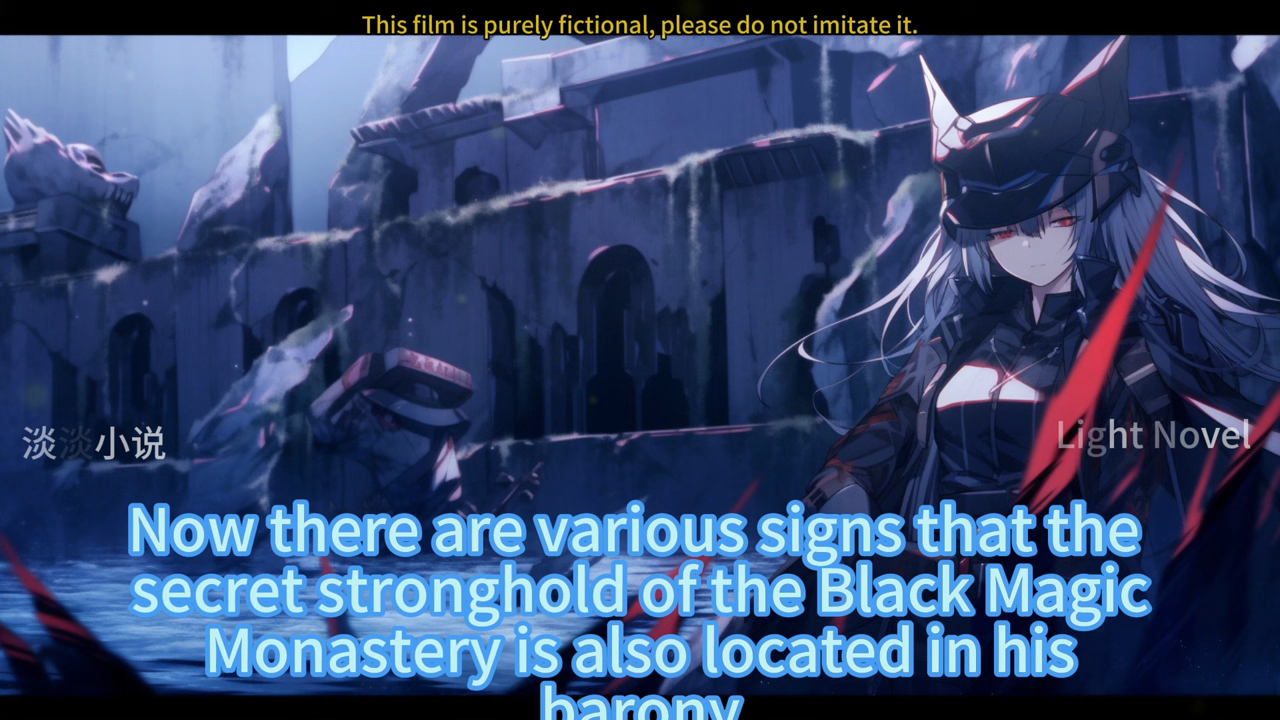 This film is purely fictional, please do not imitate it.
淡淡小说
Light Novel
Now there are various signs that the
secret stronghold of the Black Magic
Monastery is also located in his
barony